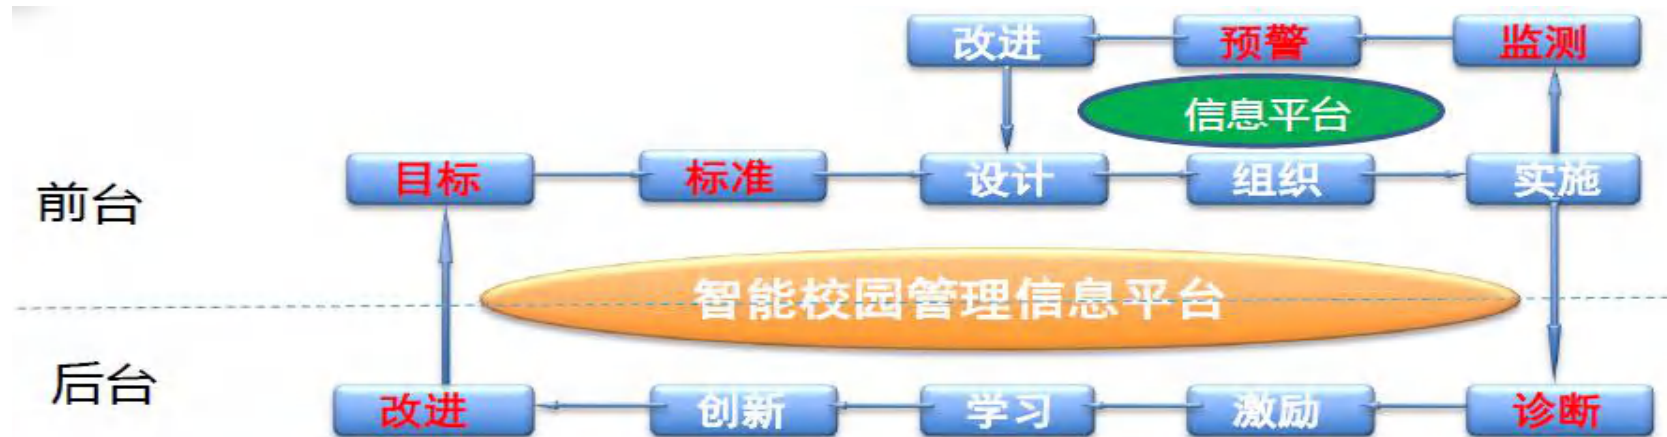 改进 预警 监测
信息平台
前台 目标 标准 设计 组织 实施
智能校园管理信息平台
后台 改进 创新 学习 激励 诊断